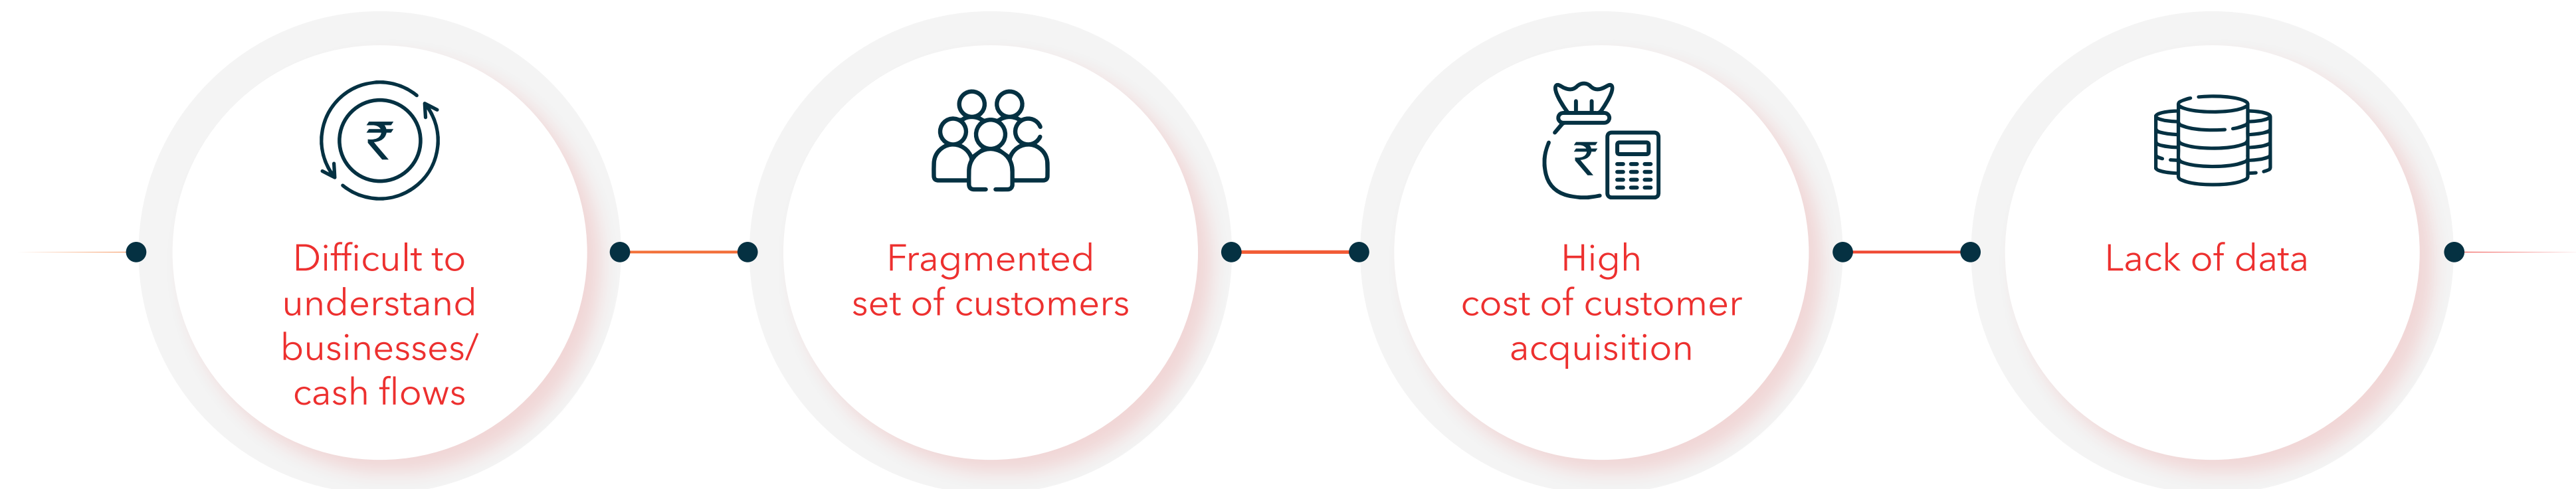 ₹
Difficult to
understand
businesses/
cash flows
Fragmented
set of customers
₹
High
cost of customer
acquisition
Lack of data